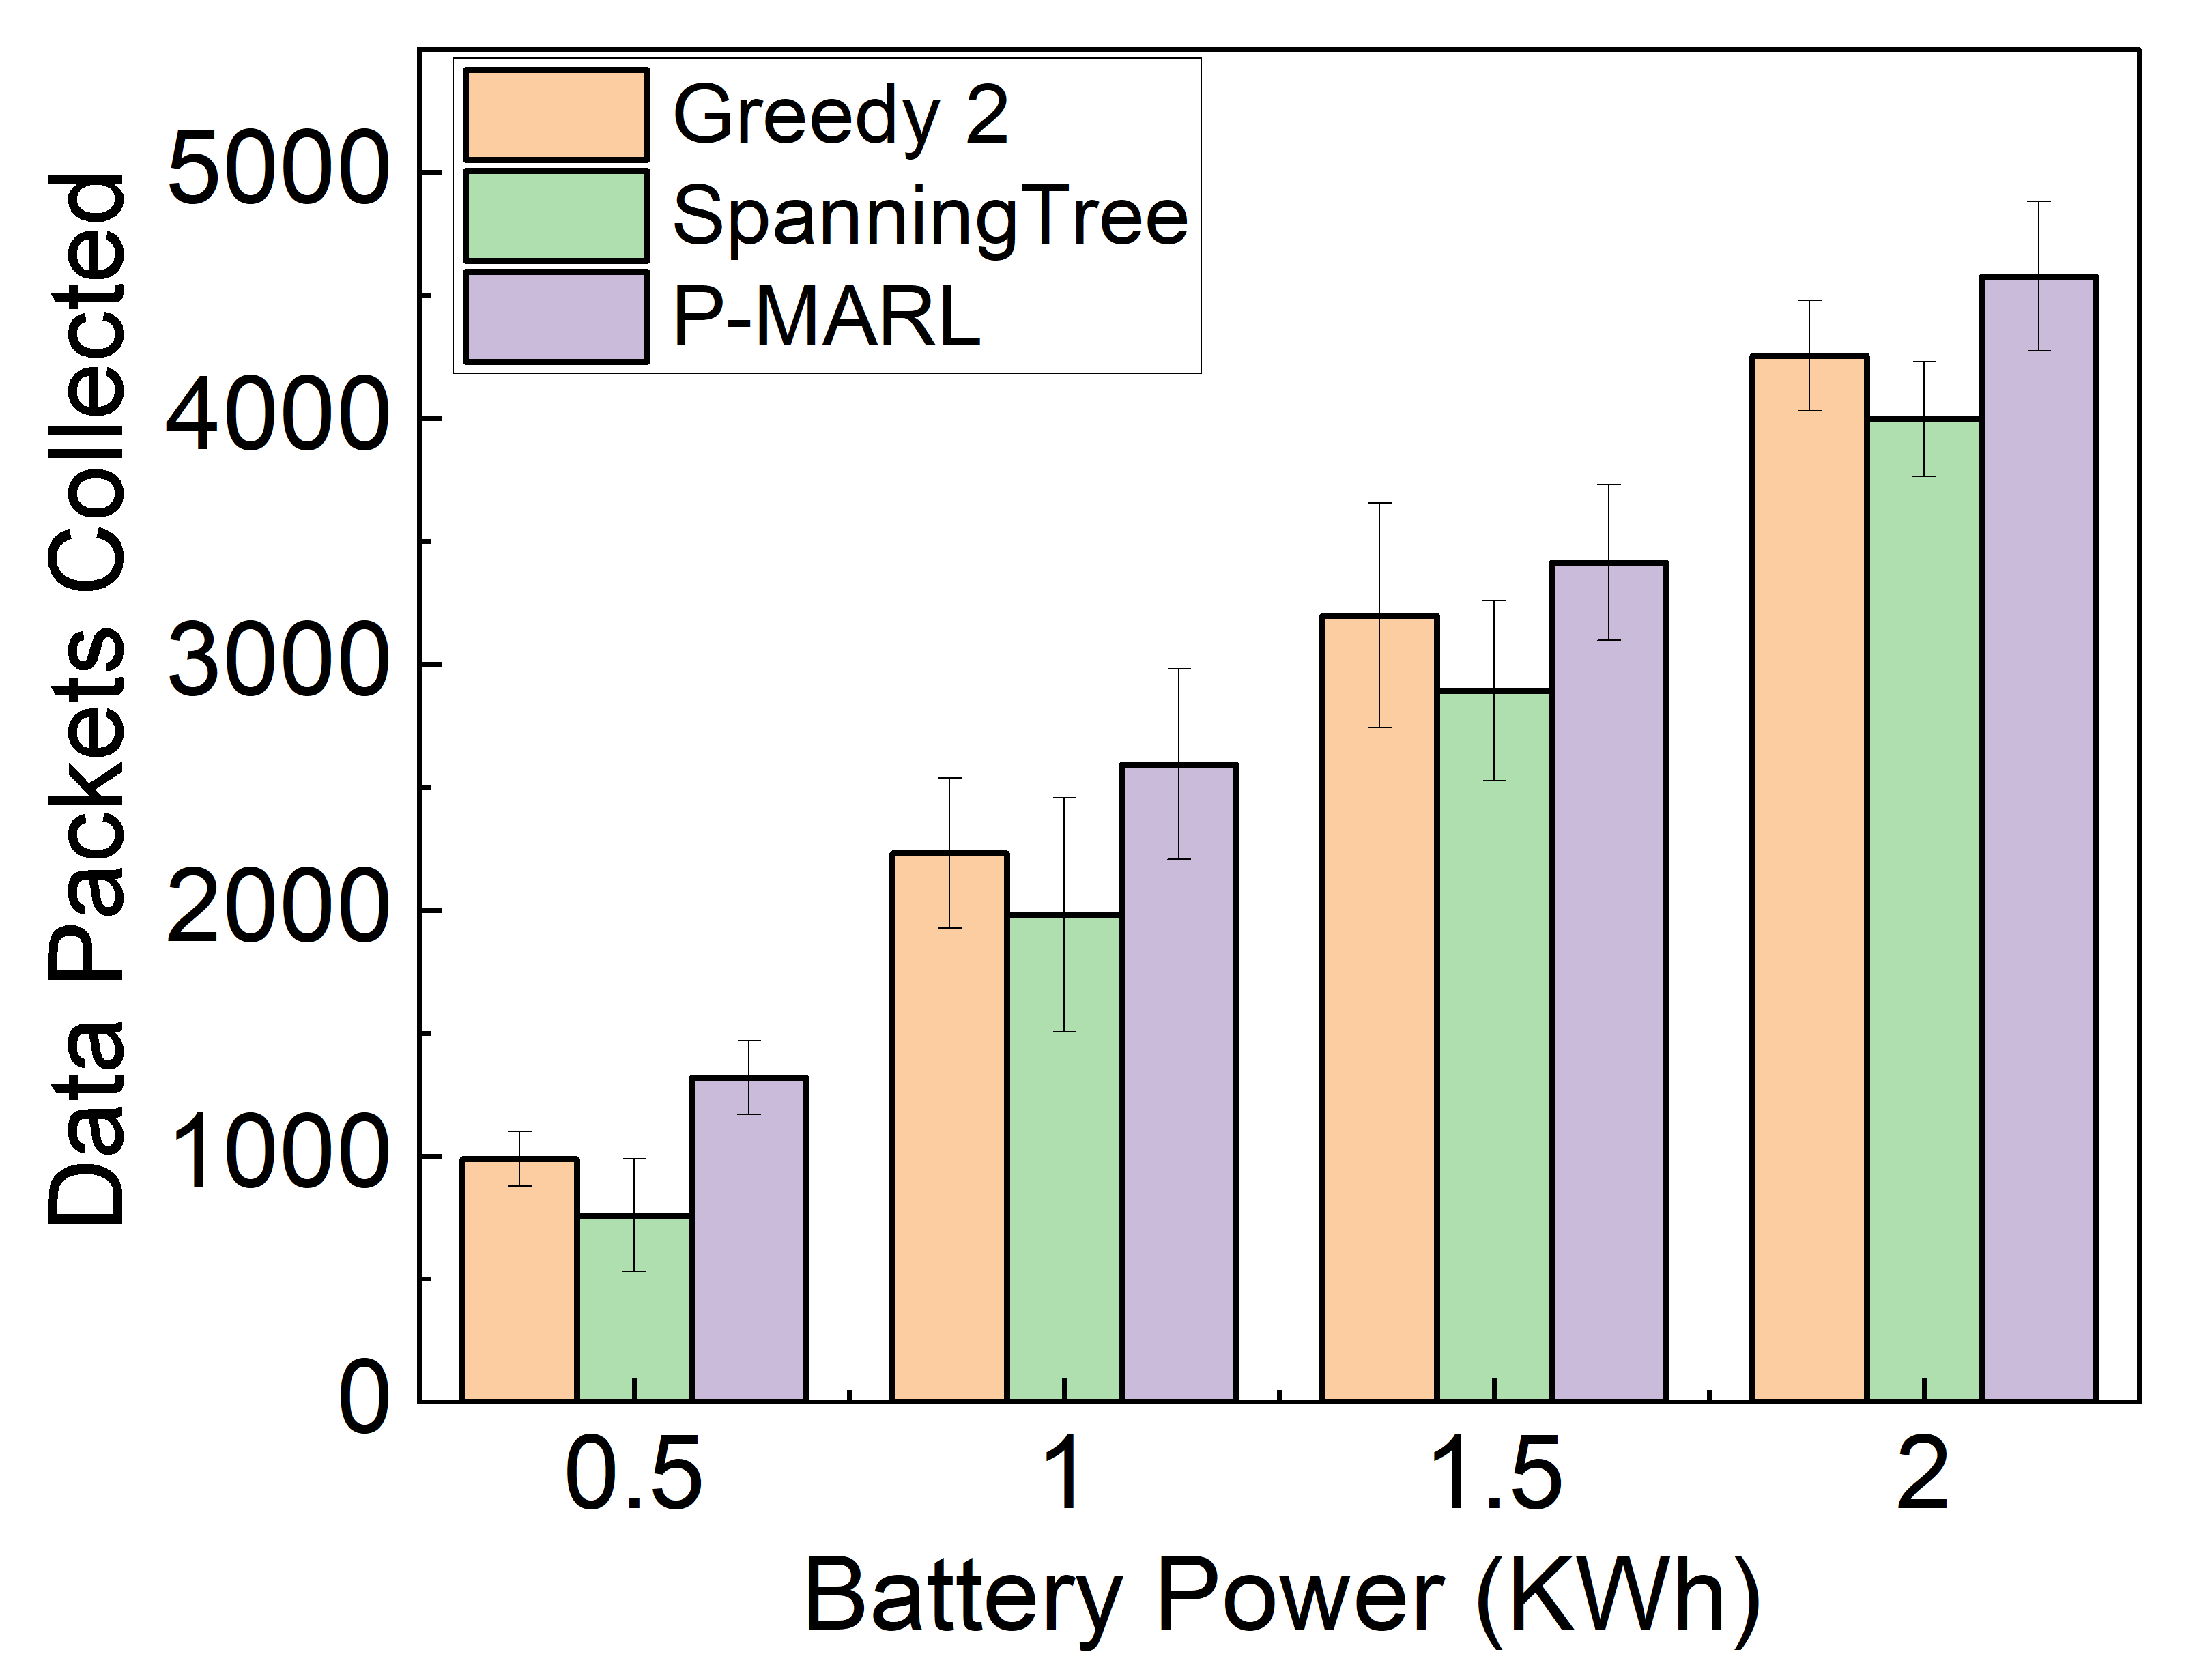 Greedy 2
SpanningTree
P-MARL
Data Packets Collected
5000
4000
3000
2000
1000
0
0.5 1 1.5 2
Battery Power (KWh)